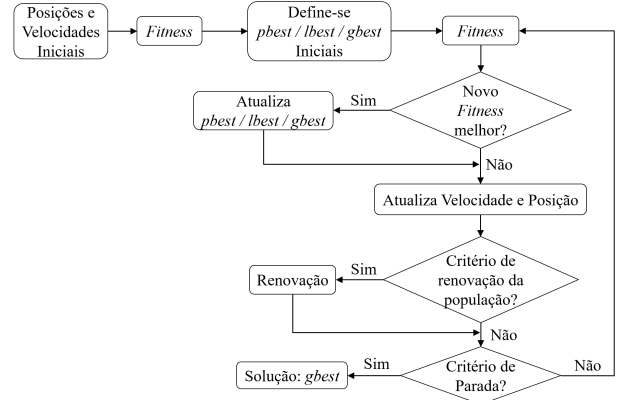 Posições e
Velocidades
Iniciais
Fitness
Define-se
pbest / lbest / gbest
Iniciais
Fitness
Novo
Fitness
melhor?
Sim
Atualiza
pbest / lbest / gbest
Não
Atualiza Velocidade e Posição
Critério de
renovação da
população?
Sim
Renovação
Não
Critério de
Parada?
Sim
Solução: gbest
Não